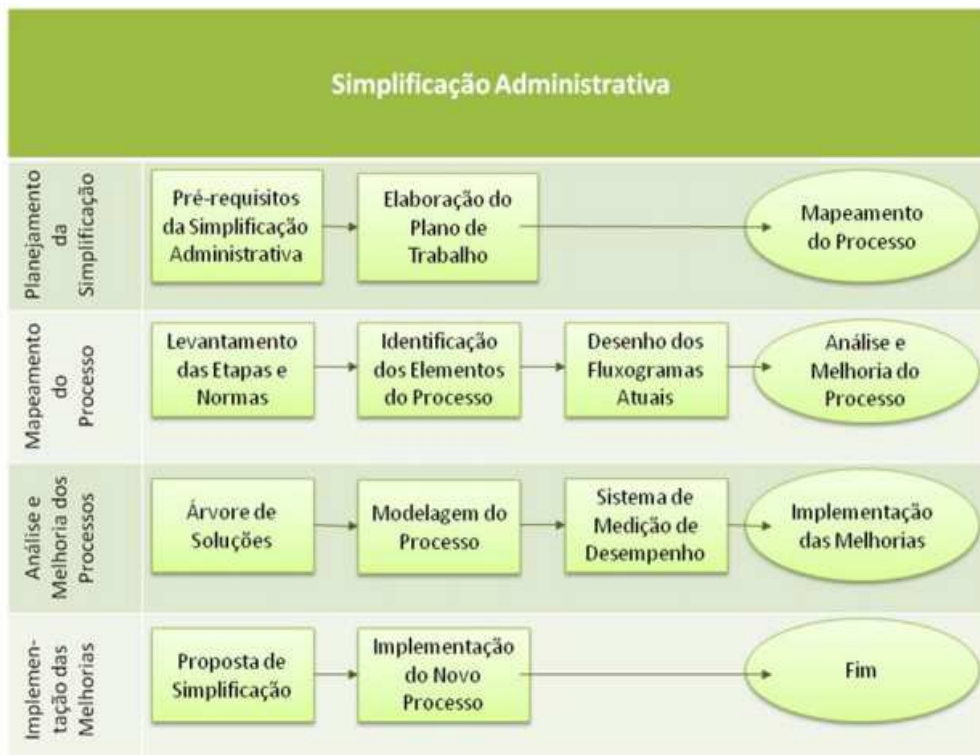 Simplificação Administrativa
Planejamento
da
Simplificação
Pré-requisitos
da Simplificação
Administrativa
Elaboração do
Plano de
Trabalho
Mapeamento
do Processo
Mapeamento
do
Processo
Levantamento
das Etapas e
Normas
Identificação
dos Elementos
do Processo
Desenho dos
Fluxogramas
Atuais
Análise e
Melhoria do
Processo
Análise e
Melhoria dos
Processos
Árvore de
Soluções
Modelagem do
Processo
Sistema de
Medição de
Desempenho
Implementação
das Melhorias
Implemen-
tação das
Melhorias
Proposta de
Simplificação
Implementação
do Novo
Processo
Fim